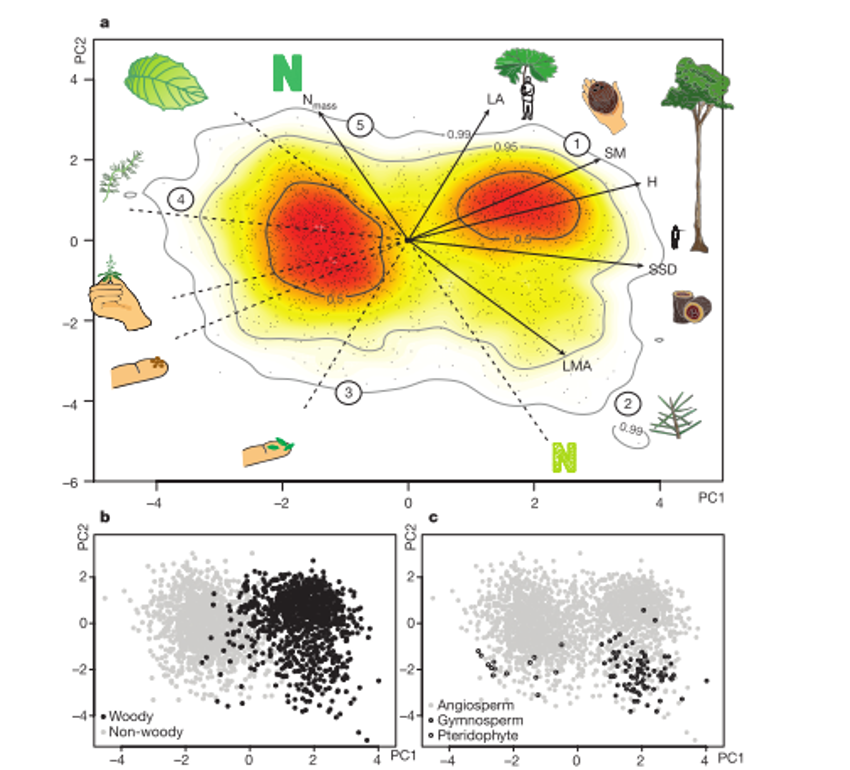 a
PC2
4
2
0
−2
−4
−6
N
N_mass
LA
5
0.99
0.95
1
SM
H
4
0.5
SSD
0.5
LMA
3
2
0.99
N
−4
−2
0
2
4
PC1
b
PC2
2
0
−2
−4
Woody
Non-woody
−4
−2
0
2
4
PC1
c
PC2
2
0
−2
−4
Angiosperm
Gymnosperm
Pteridophyte
−4
−2
0
2
4
PC1